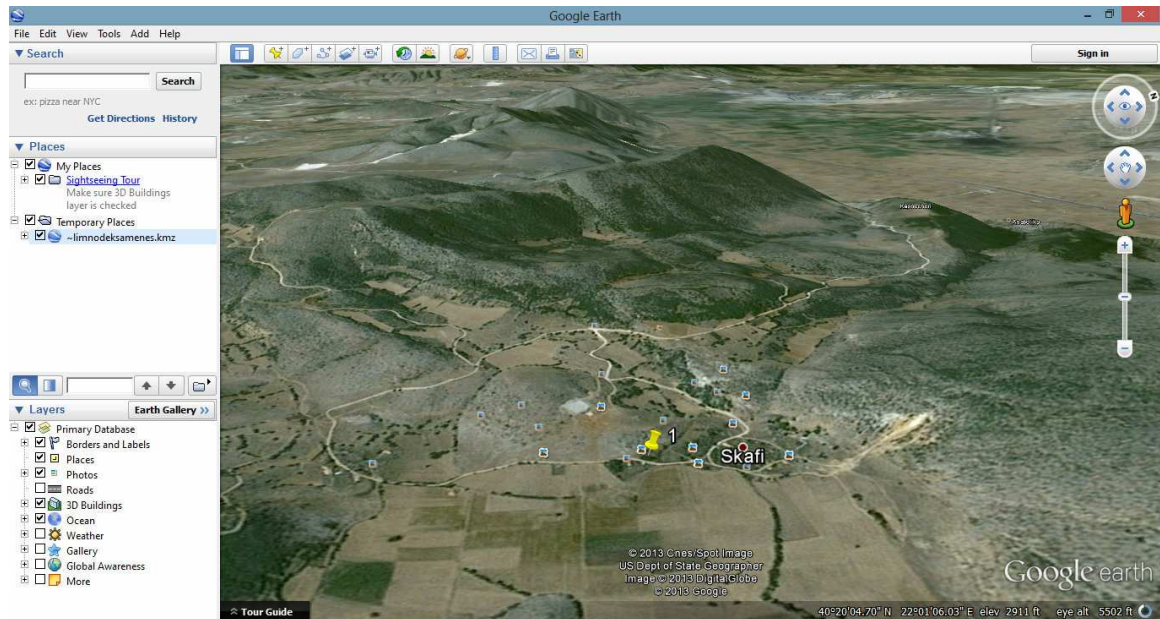 Google Earth
File Edit View Tools Add Help
▼ Search
Search
ex: pizza near NYC
Get Directions History
▼ Places
My Places
Sightseeing Tour
Make sure 3D Buildings
layer is checked
Temporary Places
~limnodeksamenes.kmz
▼ Layers
Earth Gallery >>
Primary Database
Borders and Labels
Places
Photos
Roads
3D Buildings
Ocean
Weather
Gallery
Global Awareness
More
Sign in
N
1
Skafi
© 2013 Cnes/Spot Image
US Dept of State Geographer
Image © 2013 DigitalGlobe
© 2013 Google
Google earth
Tour Guide
40°20'04.70" N 22°01'06.03" E elev 2911 ft eye alt 5502 ft